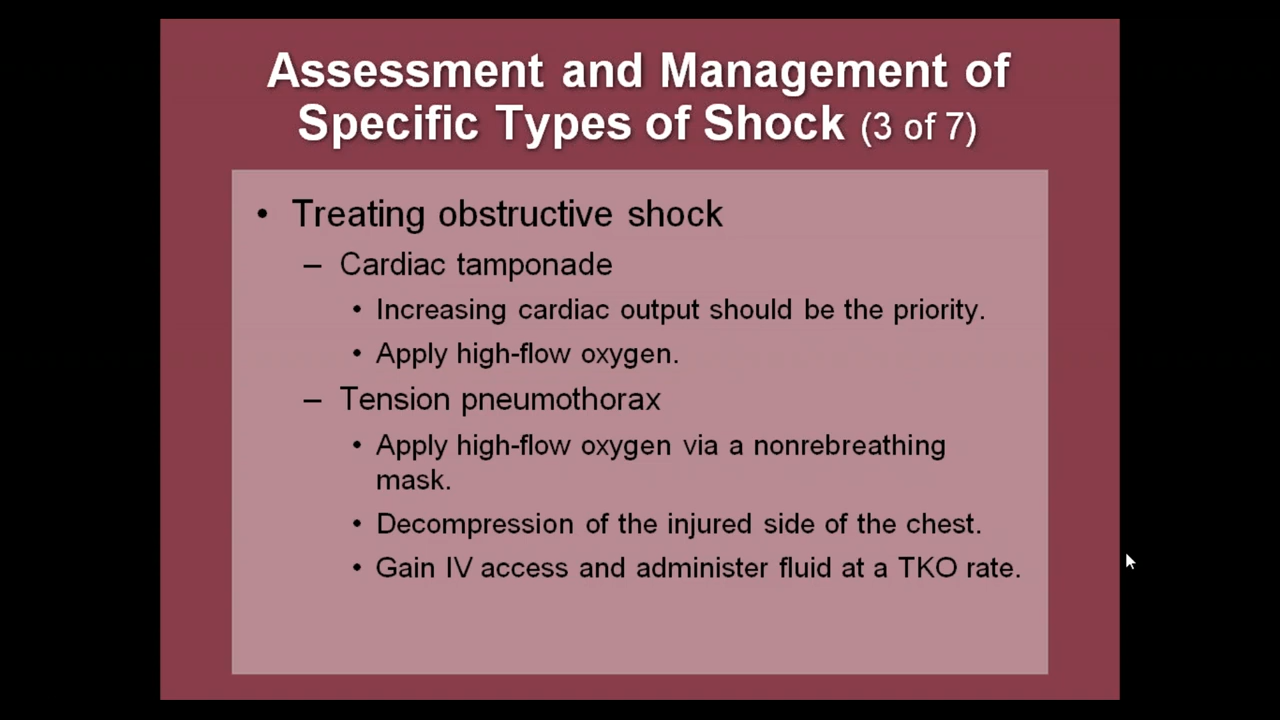 Assessment and Management of
Specific Types of Shock (3 of 7)
• Treating obstructive shock
– Cardiac tamponade
• Increasing cardiac output should be the priority.
• Apply high-flow oxygen.
– Tension pneumothorax
• Apply high-flow oxygen via a nonrebreathing
mask.
• Decompression of the injured side of the chest.
• Gain IV access and administer fluid at a TKO rate.